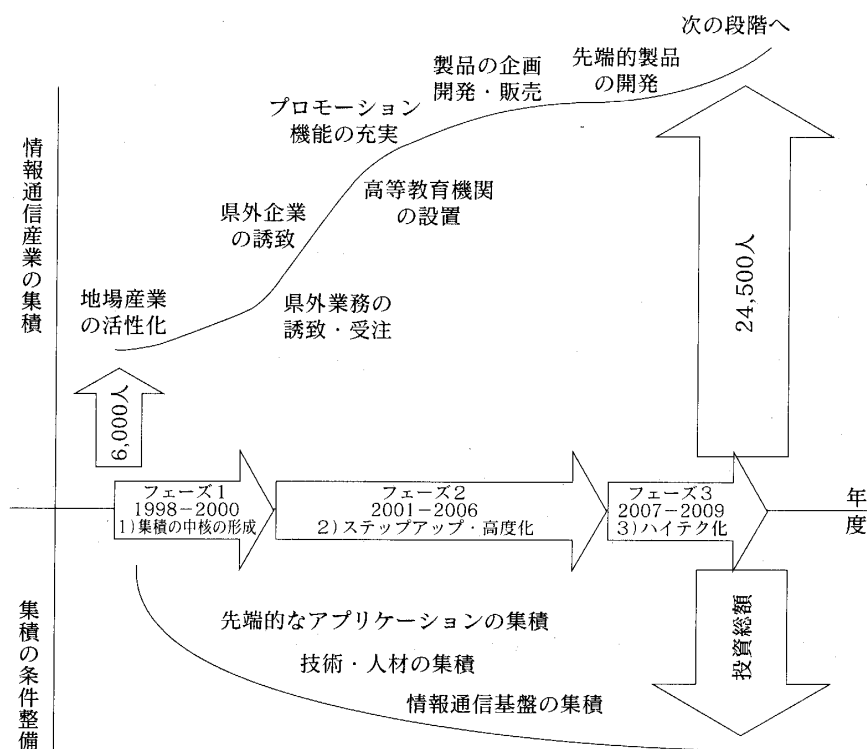 次の段階へ
製品の企画
開発・販売
先端的製品
の開発
プロモーション
機能の充実
高等教育機関
の設置
県外企業
の誘致
地場産業
の活性化
県外業務の
誘致・受注
情報通信産業の集積
6,000人
24,500人
フェーズ1
1998-2000
1)集積の中核の形成
フェーズ2
2001-2006
2)ステップアップ・高度化
フェーズ3
2007-2009
3)ハイテク化
年度
先端的なアプリケーションの集積
技術・人材の集積
情報通信基盤の集積
投資総額
集積の条件整備